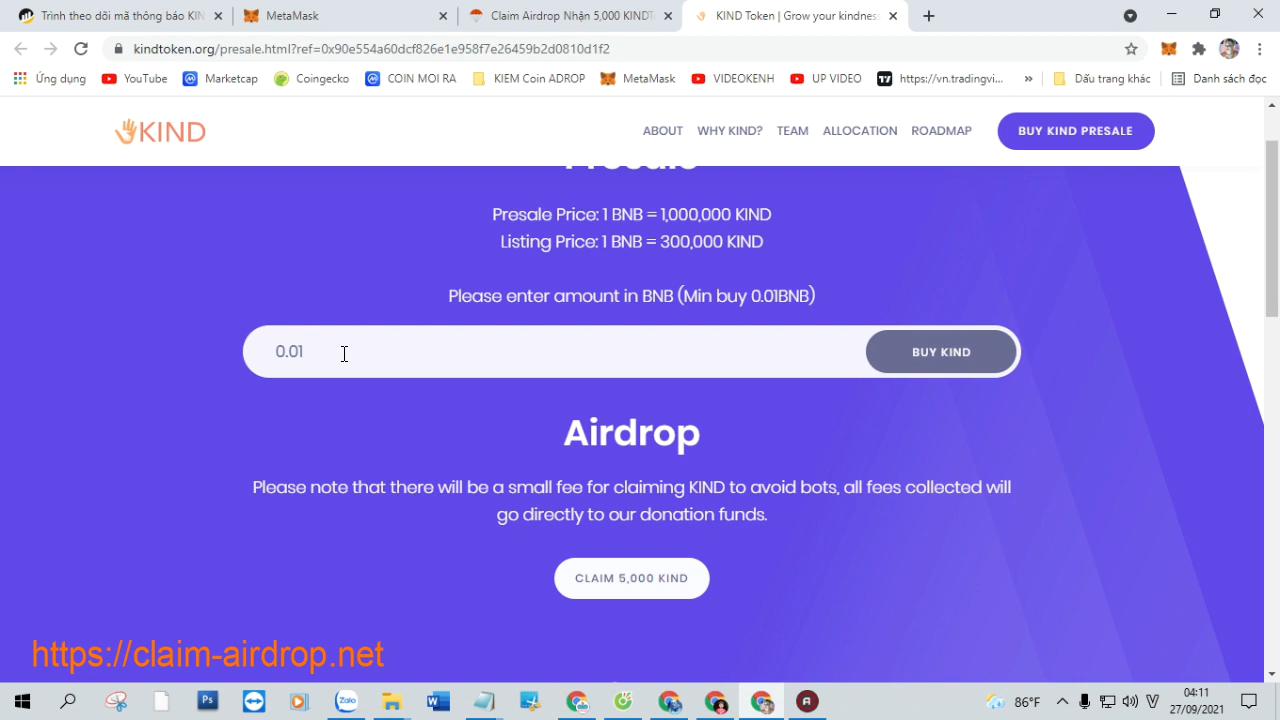 Trình theo dõi mã thông báo KIN
MetaMask
Claim Airdrop Nhận 5,000 KINDT
KIND Token | Grow your kindness
kindtoken.org/presale.html?ref=0x90e554a60dcf826e1e958f7e26459b2d0810d1f2
Ứng dụng
YouTube
Marketcap
Coingecko
COIN MOI RA
KIEM Coin ADROP
MetaMask
VIDEOKENH
UP VIDEO
https://vn.tradingvi...
»
Dấu trang khác
Danh sách đọc
KIND
ABOUT
WHY KIND?
TEAM
ALLOCATION
ROADMAP
BUY KIND PRESALE
Presale
Presale Price: 1 BNB = 1,000,000 KIND
Listing Price: 1 BNB = 300,000 KIND
Please enter amount in BNB (Min buy 0.01BNB)
0.01
BUY KIND
Airdrop
Please note that there will be a small fee for claiming KIND to avoid bots, all fees collected will
go directly to our donation funds.
CLAIM 5,000 KIND
https://claim-airdrop.net
Ps
Zalo
W
A
86°F
V
04:11
27/09/2021